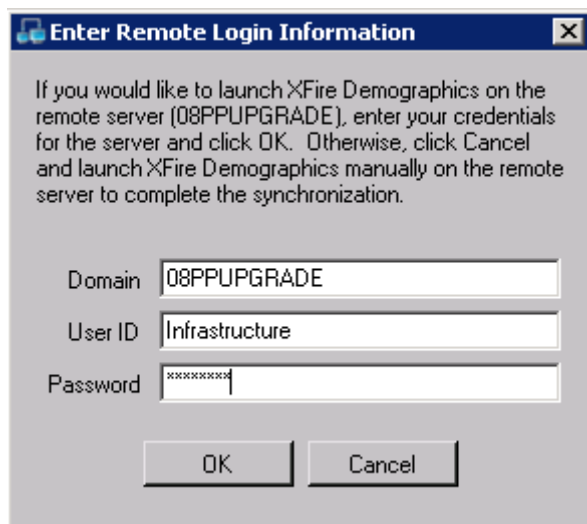 Enter Remote Login Information
If you would like to launch XFire Demographics on the
remote server (08PPUPGRADE), enter your credentials
for the server and click OK.  Otherwise, click Cancel
and launch XFire Demographics manually on the remote
server to complete the synchronization.
Domain 08PPUPGRADE
User ID Infrastructure
Password ********
OK Cancel